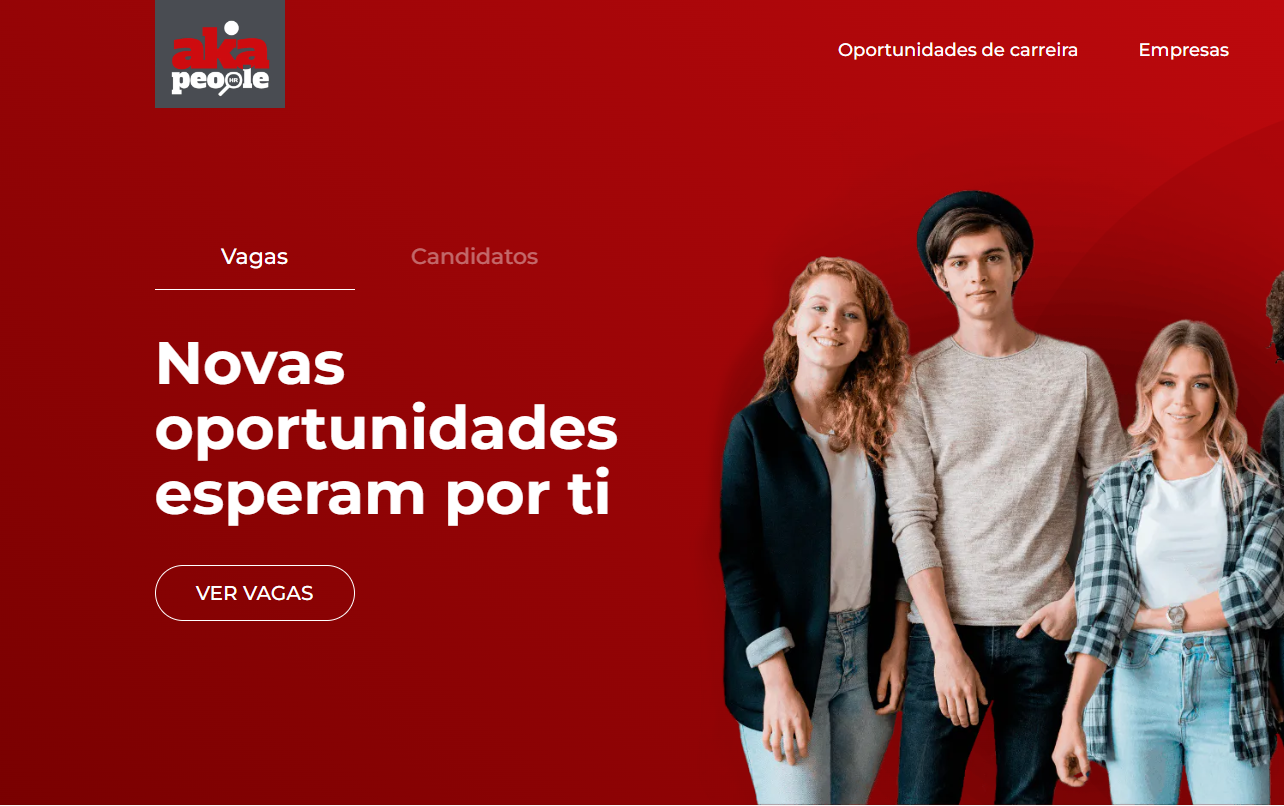 aka
people
HR
Oportunidades de carreira
Empresas
Vagas
Candidatos
Novas
oportunidades
esperam por ti
VER VAGAS